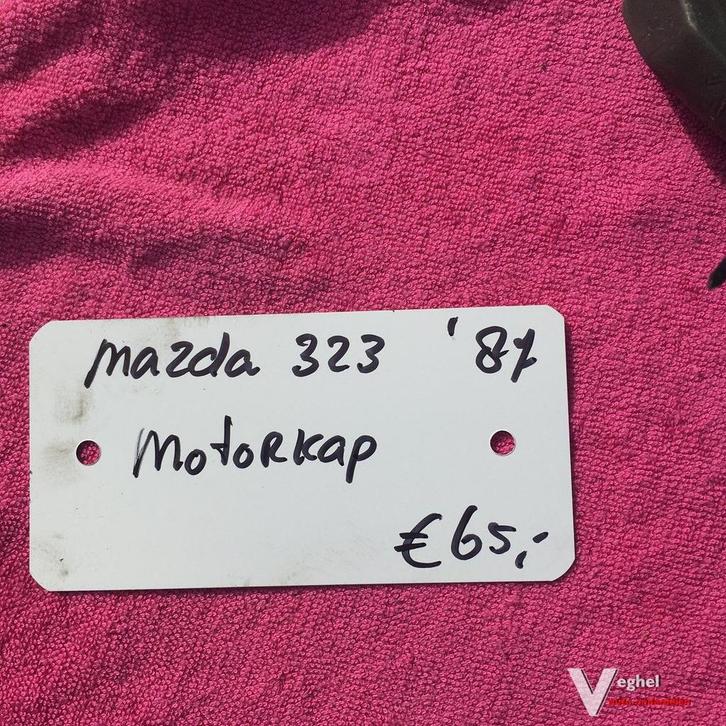 Mazda 323 '87
Motorkap
€65,-
Veghel